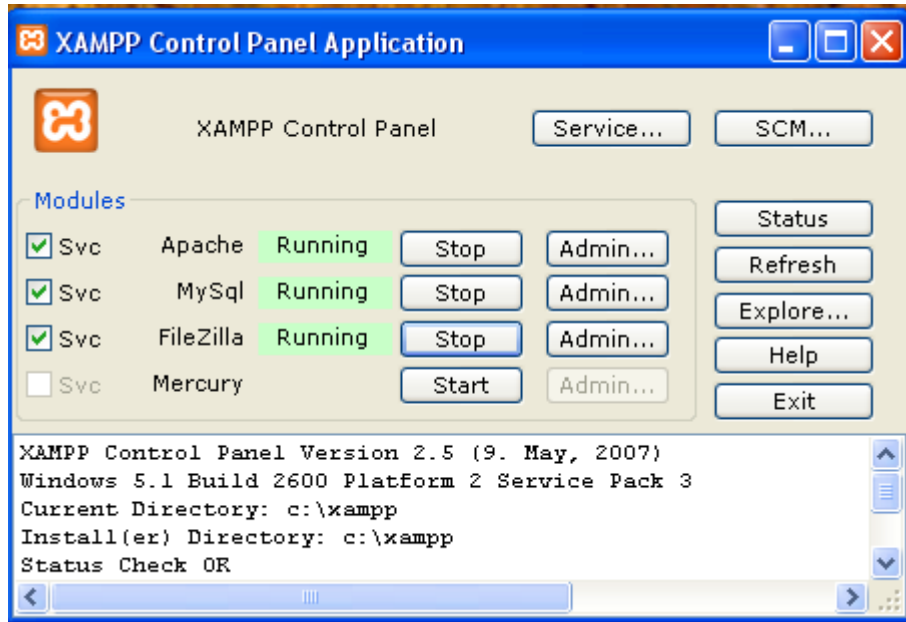 XAMPP Control Panel Application
XAMPP Control Panel Service... SCM...
Modules
Svc Apache Running Stop Admin...
Svc MySql Running Stop Admin...
Svc FileZilla Running Stop Admin...
Svc Mercury Start Admin...
Status
Refresh
Explore...
Help
Exit
XAMPP Control Panel Version 2.5 (9. May, 2007)
Windows 5.1 Build 2600 Platform 2 Service Pack 3
Current Directory: c:\xampp
Install(er) Directory: c:\xampp
Status Check OK